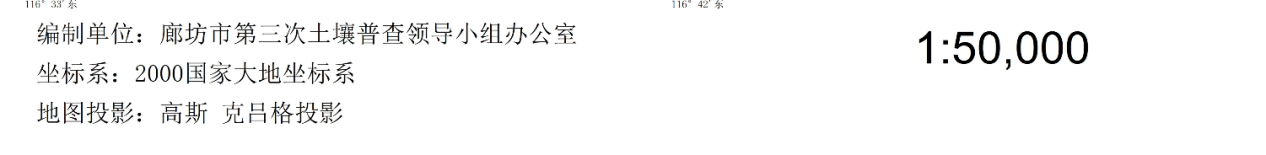 116° 33′东 116° 42′东
编制单位：廊坊市第三次土壤普查领导小组办公室
1:50,000
坐标系：2000国家大地坐标系
地图投影：高斯 克吕格投影